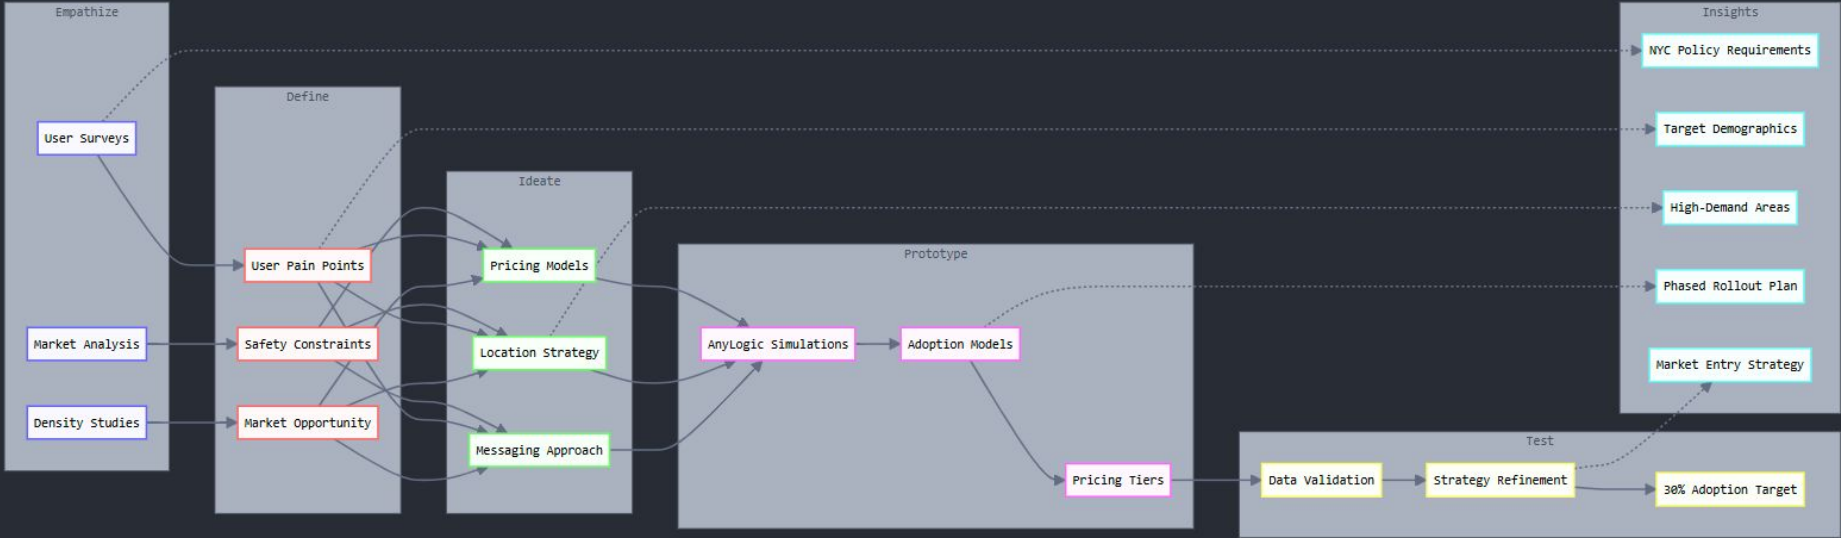 Empathize
User Surveys
Market Analysis
Density Studies
Define
User Pain Points
Safety Constraints
Market Opportunity
Ideate
Pricing Models
Location Strategy
Messaging Approach
Prototype
AnyLogic Simulations
Adoption Models
Pricing Tiers
Test
Data Validation
Strategy Refinement
30% Adoption Target
Insights
NYC Policy Requirements
Target Demographics
High-Demand Areas
Phased Rollout Plan
Market Entry Strategy